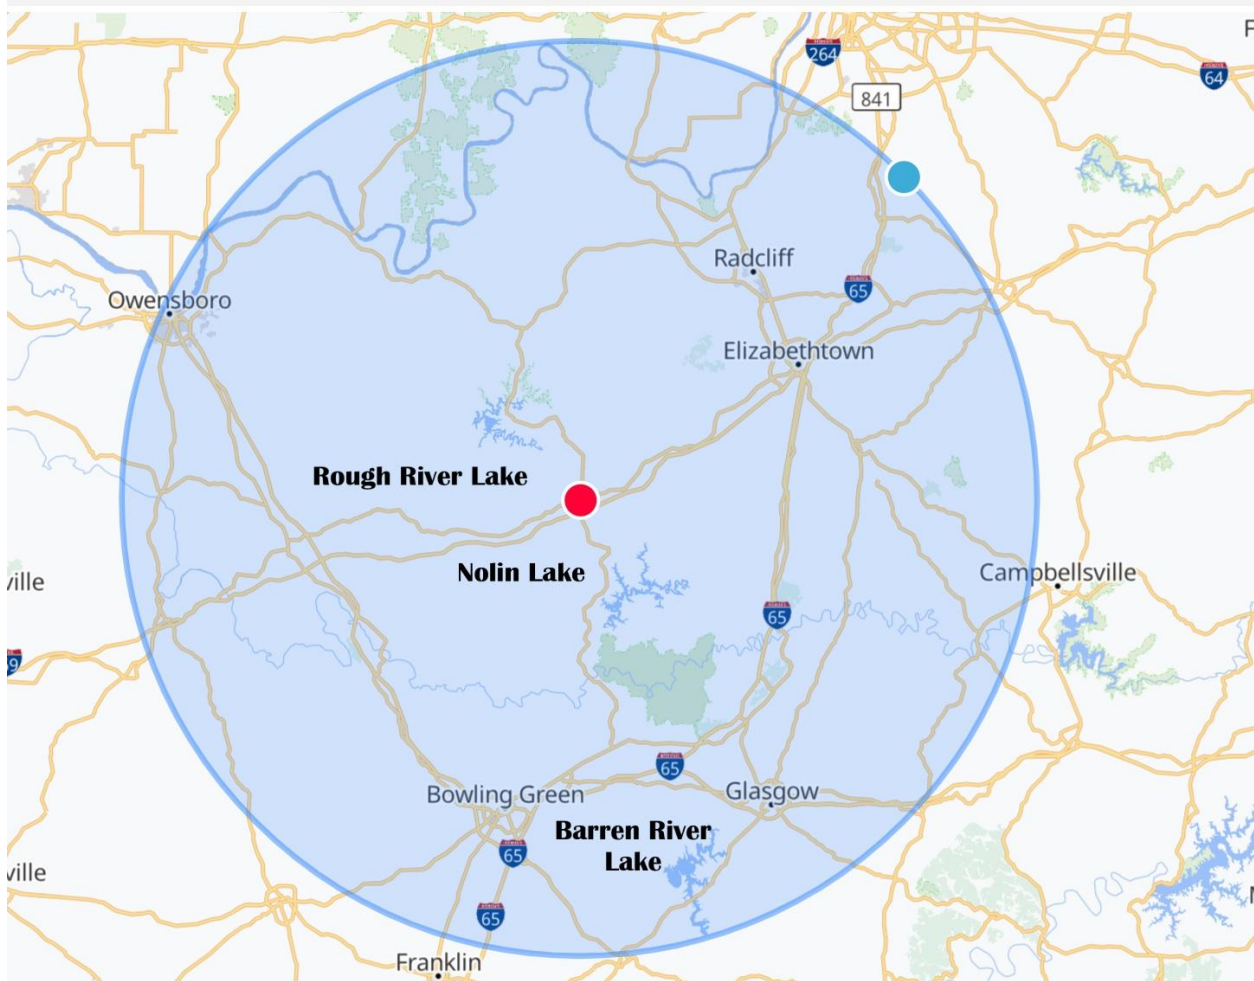 F
264
64
841
Radcliff
65
Owensboro
Elizabethtown
Rough River Lake
Nolin Lake
Campbellsville
ville
65
9
65
Bowling Green
Glasgow
Barren River
Lake
65
ville
65
Franklin